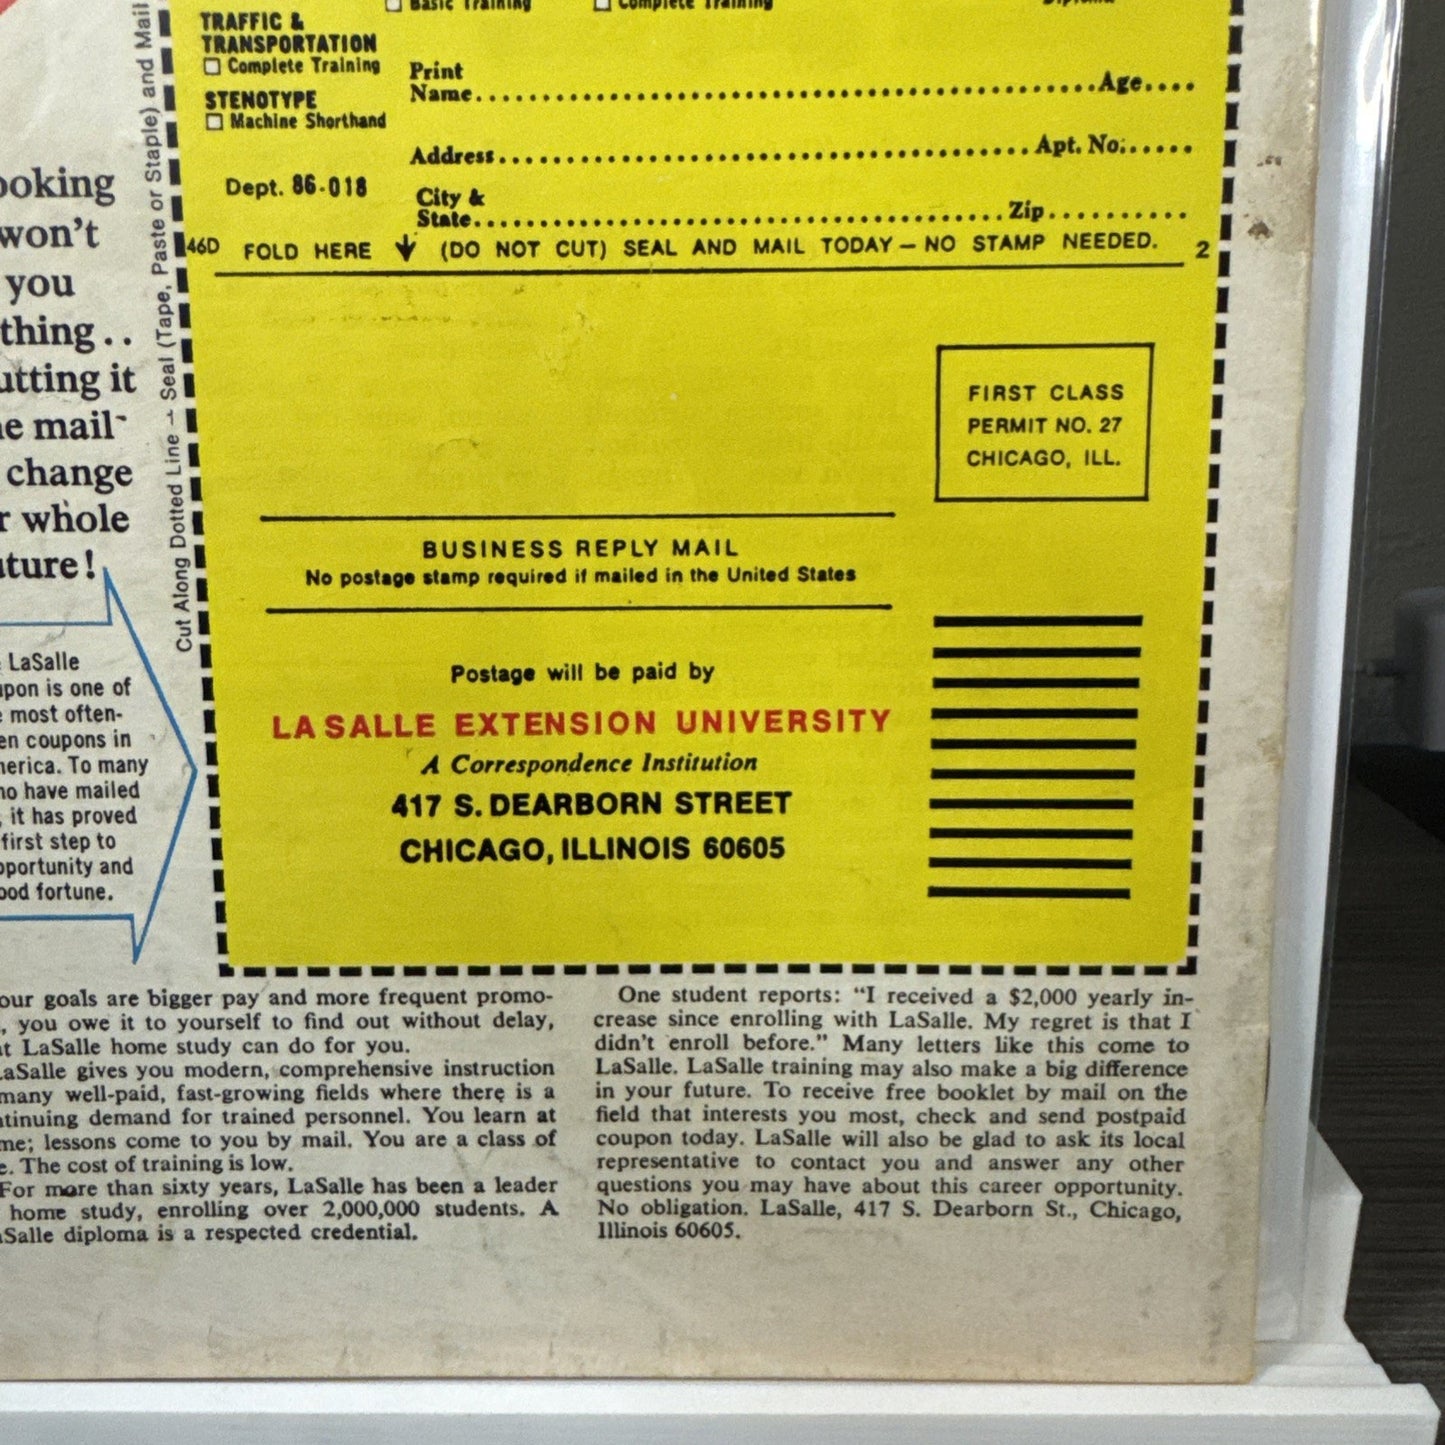 Basic Training
Complete Training
Diploma
TRAFFIC &
TRANSPORTATION
Complete Training
STENOTYPE
Machine Shorthand
Dept. 86-018
Print
Name.......Age....
Address.......Apt. No.......
City &
State.......Zip..........
46D FOLD HERE (DO NOT CUT) SEAL AND MAIL TODAY – NO STAMP NEEDED. 2
Cut Along Dotted Line – Seal (Tape, Paste or Staple) and Mail
ooking
won't
you
thing..
utting it
e mail
change
r whole
uture!
LaSalle
upon is one of
most often-
en coupons in
erica. To many
ho have mailed
, it has proved
first step to
pportunity and
ood fortune.
FIRST CLASS
PERMIT NO. 27
CHICAGO, ILL.
BUSINESS REPLY MAIL
No postage stamp required if mailed in the United States
Postage will be paid by
LA SALLE EXTENSION UNIVERSITY
A Correspondence Institution
417 S. DEARBORN STREET
CHICAGO, ILLINOIS 60605
our goals are bigger pay and more frequent promo-
, you owe it to yourself to find out without delay,
at LaSalle home study can do for you.
LaSalle gives you modern, comprehensive instruction
many well-paid, fast-growing fields where there is a
ntinuing demand for trained personnel. You learn at
me; lessons come to you by mail. You are a class of
e. The cost of training is low.
For more than sixty years, LaSalle has been a leader
home study, enrolling over 2,000,000 students. A
aSalle diploma is a respected credential.
One student reports: "I received a $2,000 yearly in-
crease since enrolling with LaSalle. My regret is that I
didn't enroll before." Many letters like this come to
LaSalle. LaSalle training may also make a big difference
in your future. To receive free booklet by mail on the
field that interests you most, check and send postpaid
coupon today. LaSalle will also be glad to ask its local
representative to contact you and answer any other
questions you may have about this career opportunity.
No obligation. LaSalle, 417 S. Dearborn St., Chicago,
Illinois 60605.